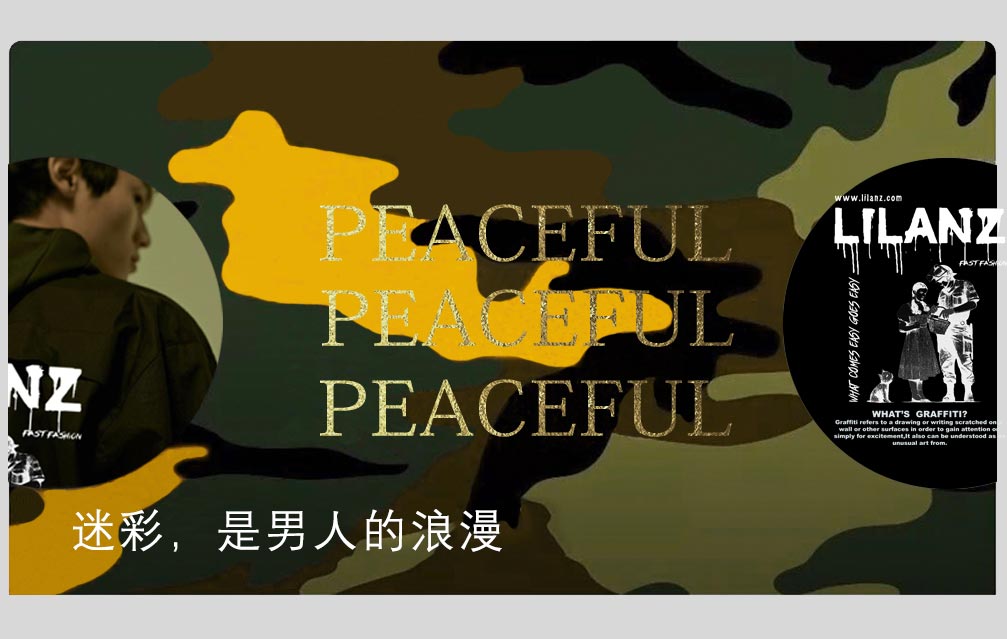 PEACEFUL
PEACEFUL
PEACEFUL
NZ
FAST FASHION
www.lilanz.com
LILANZ
FAST FASHION
WHAT COMES EASY GOES EASY
WHAT'S GRAFFITI?
Graffiti refers to a drawing or writing scratched on
wall or other surfaces in order to gain attention o
simply for excitement,It also can be understood as
unusual art from.
迷彩，是男人的浪漫